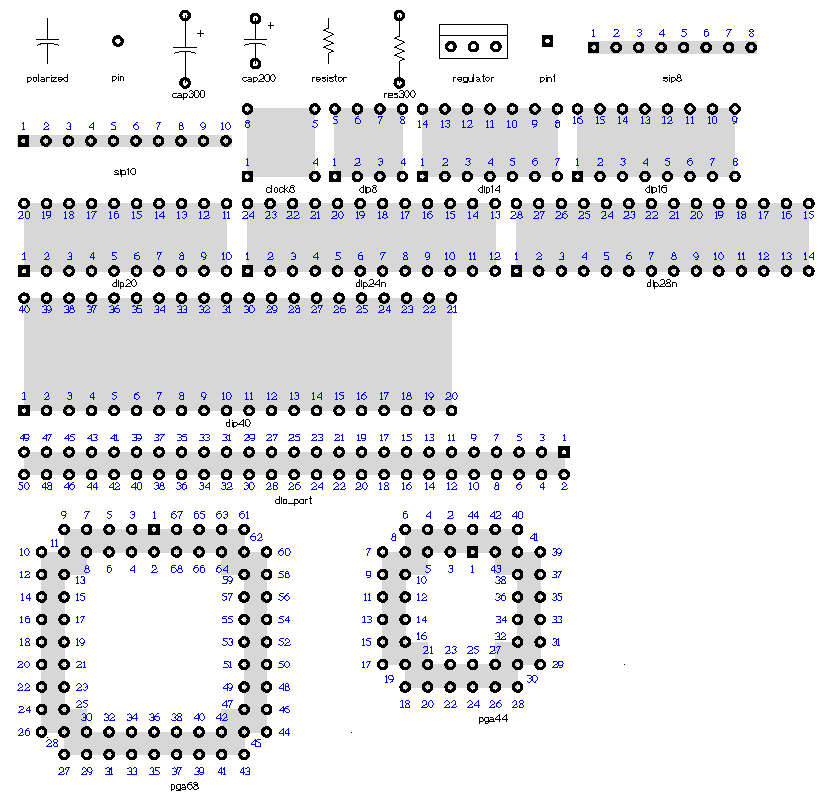 + +
1 2 3 4 5 6 7 8
polarized pin cap300 cap200 resistor res300 regulator pin1 sip8
1 2 3 4 5 6 7 8 9 10
sip10
8 5 6 7 8 14 13 12 11 10 9 8 16 15 14 13 12 11 10 9
1 4 1 2 3 4 1 2 3 4 5 6 7 1 2 3 4 5 6 7 8
clock8 dip8 dip14 dip16
20 19 18 17 16 15 14 13 12 11 24 23 22 21 20 19 18 17 16 15 14 13 28 27 26 25 24 23 22 21 20 19 18 17 16 15
1 2 3 4 5 6 7 8 9 10 1 2 3 4 5 6 7 8 9 10 11 12 1 2 3 4 5 6 7 8 9 10 11 12 13 14
dip20 dip24n dip28n
40 39 38 37 36 35 34 33 32 31 30 29 28 27 26 25 24 23 22 21
1 2 3 4 5 6 7 8 9 10 11 12 13 14 15 16 17 18 19 20
dip40
49 47 45 43 41 39 37 35 33 31 29 27 25 23 21 19 17 15 13 11 9 7 5 3 1
50 48 46 44 42 40 38 36 34 32 30 28 26 24 22 20 18 16 14 12 10 8 6 4 2
dio_port
9 7 5 3 1 67 65 63 61 6 4 2 44 42 40
11 62 8 41
10 60 7 39
8 6 4 2 68 66 64 5 3 1 43
12 13 59 58 9 10 38 37
14 15 57 56 11 12 36 35
16 17 55 54 13 14 34 33
18 19 53 52 15 16 32 31
20 21 51 50 17 21 23 25 27 29
22 23 49 48 19 30
24 25 47 46 18 20 22 24 26 28
30 32 34 36 38 40 42 pga44
26 44
28 45
27 29 31 33 35 37 39 41 43
pga68